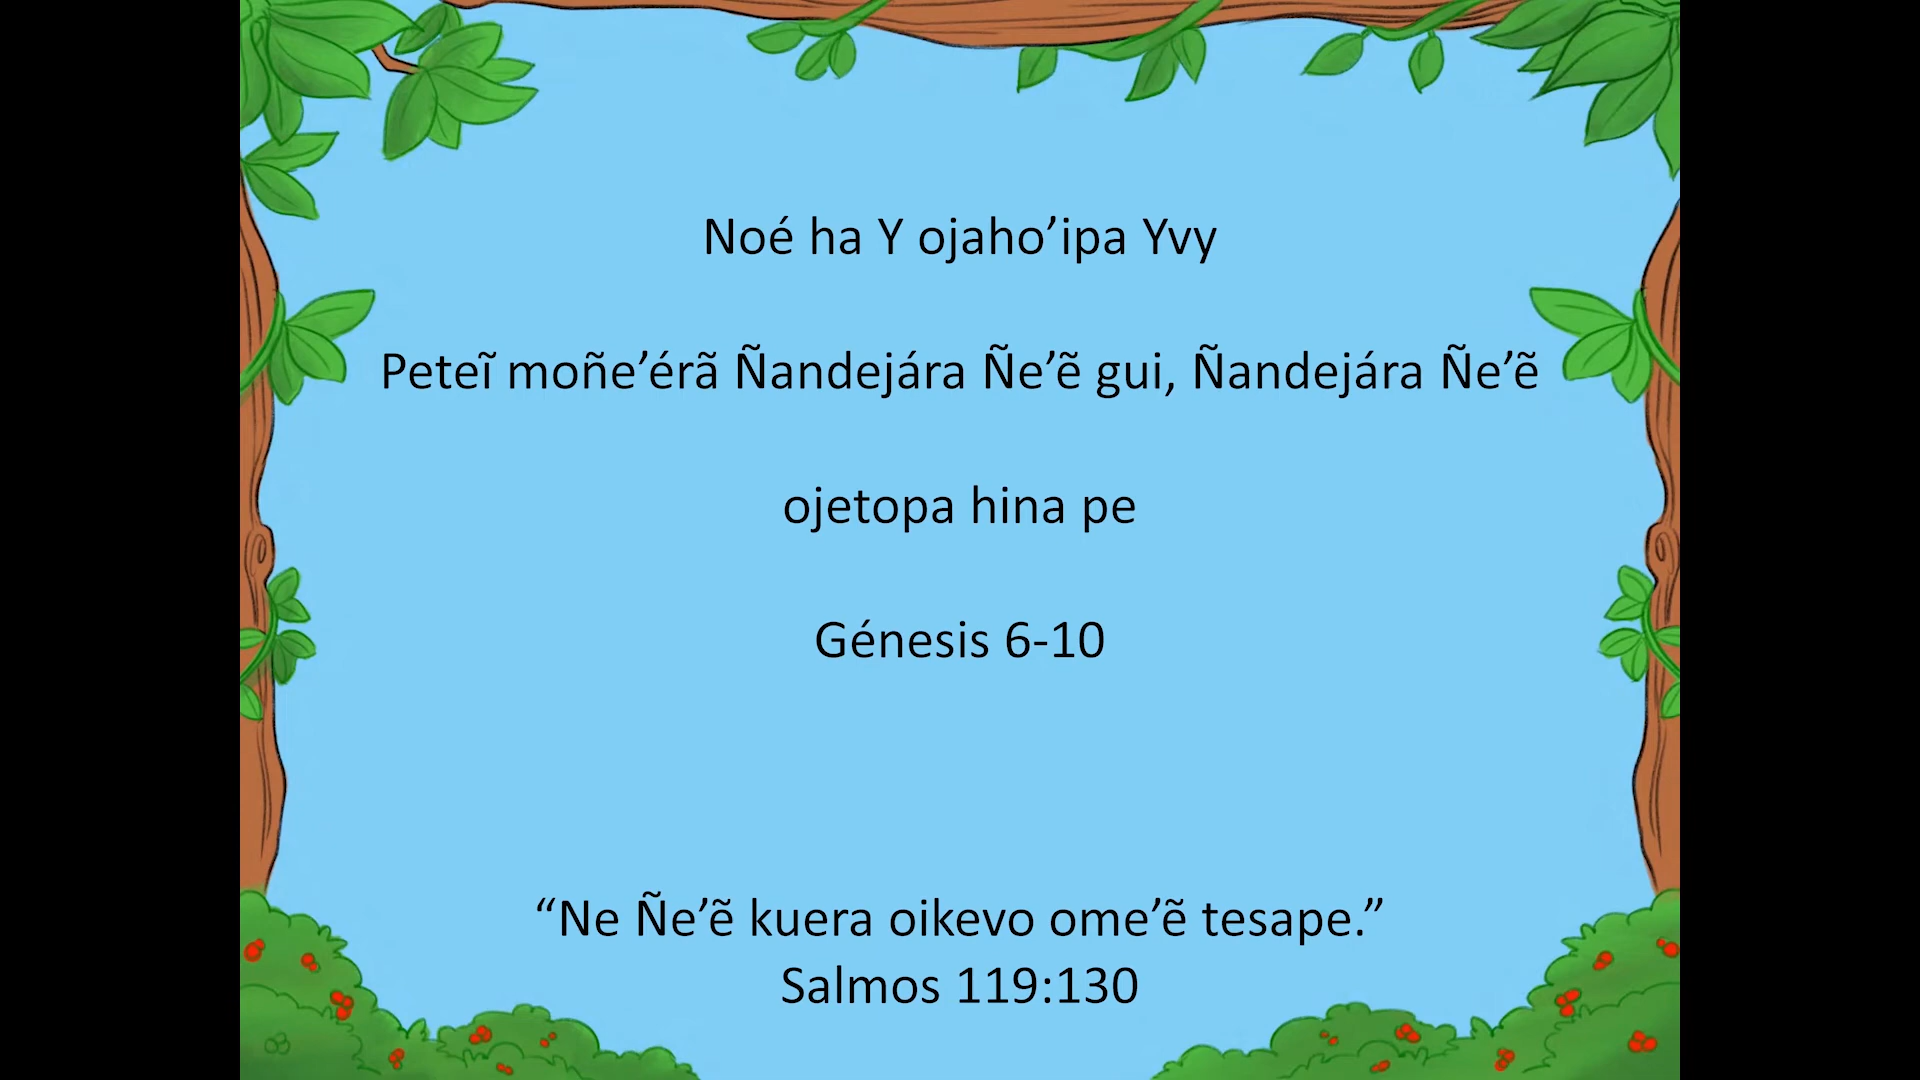 Noé ha Y ojaho’ipa Yvy
Peteĩ moñe’érã Ñandejára Ñe’ẽ gui, Ñandejára Ñe’ẽ
ojetopa hina pe
Génesis 6-10
“Ne Ñe’ẽ kuera oikevo ome’ẽ tesape.”
Salmos 119:130